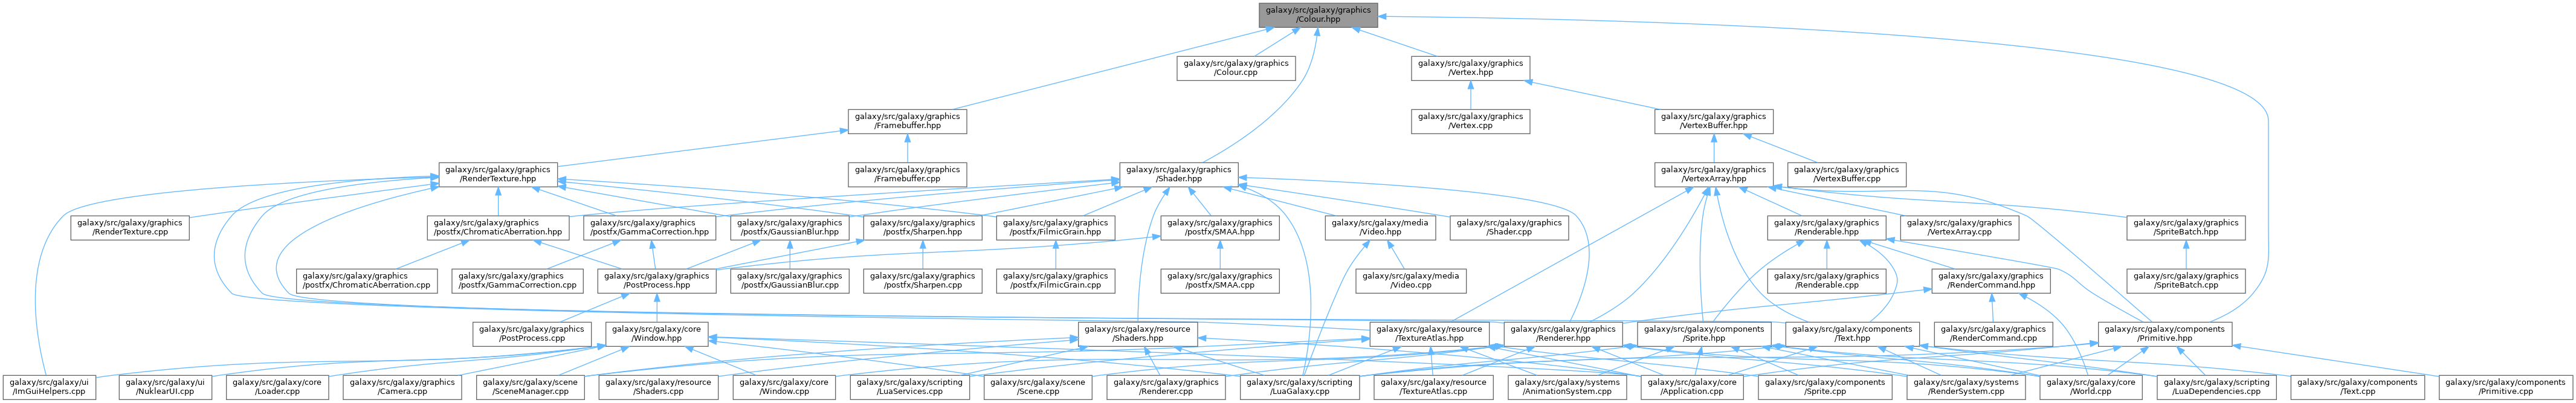 galaxy/src/galaxy/graphics
/Colour.hpp
galaxy/src/galaxy/graphics
/Colour.cpp
galaxy/src/galaxy/graphics
/Vertex.hpp
galaxy/src/galaxy/graphics
/Framebuffer.hpp
galaxy/src/galaxy/graphics
/Vertex.cpp
galaxy/src/galaxy/graphics
/VertexBuffer.hpp
galaxy/src/galaxy/graphics
/RenderTexture.hpp
galaxy/src/galaxy/graphics
/Framebuffer.cpp
galaxy/src/galaxy/graphics
/Shader.hpp
galaxy/src/galaxy/graphics
/VertexArray.hpp
galaxy/src/galaxy/graphics
/VertexBuffer.cpp
galaxy/src/galaxy/graphics
/RenderTexture.cpp
galaxy/src/galaxy/graphics
/postfx/ChromaticAberration.hpp
galaxy/src/galaxy/graphics
/postfx/GammaCorrection.hpp
galaxy/src/galaxy/graphics
/postfx/GaussianBlur.hpp
galaxy/src/galaxy/graphics
/postfx/Sharpen.hpp
galaxy/src/galaxy/graphics
/postfx/FilmicGrain.hpp
galaxy/src/galaxy/graphics
/postfx/SMAA.hpp
galaxy/src/galaxy/media
/Video.hpp
galaxy/src/galaxy/graphics
/Shader.cpp
galaxy/src/galaxy/graphics
/Renderable.hpp
galaxy/src/galaxy/graphics
/VertexArray.cpp
galaxy/src/galaxy/graphics
/SpriteBatch.hpp
galaxy/src/galaxy/graphics
/postfx/ChromaticAberration.cpp
galaxy/src/galaxy/graphics
/postfx/GammaCorrection.cpp
galaxy/src/galaxy/graphics
/PostProcess.hpp
galaxy/src/galaxy/graphics
/postfx/GaussianBlur.cpp
galaxy/src/galaxy/graphics
/postfx/Sharpen.cpp
galaxy/src/galaxy/graphics
/postfx/FilmicGrain.cpp
galaxy/src/galaxy/graphics
/postfx/SMAA.cpp
galaxy/src/galaxy/media
/Video.cpp
galaxy/src/galaxy/graphics
/Renderable.cpp
galaxy/src/galaxy/graphics
/RenderCommand.hpp
galaxy/src/galaxy/graphics
/SpriteBatch.cpp
galaxy/src/galaxy/graphics
/PostProcess.cpp
galaxy/src/galaxy/core
/Window.hpp
galaxy/src/galaxy/resource
/Shaders.hpp
galaxy/src/galaxy/resource
/TextureAtlas.hpp
galaxy/src/galaxy/graphics
/Renderer.hpp
galaxy/src/galaxy/components
/Sprite.hpp
galaxy/src/galaxy/components
/Text.hpp
galaxy/src/galaxy/graphics
/RenderCommand.cpp
galaxy/src/galaxy/components
/Primitive.hpp
galaxy/src/galaxy/ui
/ImGuiHelpers.cpp
galaxy/src/galaxy/ui
/NuklearUI.cpp
galaxy/src/galaxy/core
/Loader.cpp
galaxy/src/galaxy/graphics
/Camera.cpp
galaxy/src/galaxy/scene
/SceneManager.cpp
galaxy/src/galaxy/resource
/Shaders.cpp
galaxy/src/galaxy/core
/Window.cpp
galaxy/src/galaxy/scripting
/LuaServices.cpp
galaxy/src/galaxy/scene
/Scene.cpp
galaxy/src/galaxy/graphics
/Renderer.cpp
galaxy/src/galaxy/scripting
/LuaGalaxy.cpp
galaxy/src/galaxy/resource
/TextureAtlas.cpp
galaxy/src/galaxy/systems
/AnimationSystem.cpp
galaxy/src/galaxy/core
/Application.cpp
galaxy/src/galaxy/components
/Sprite.cpp
galaxy/src/galaxy/systems
/RenderSystem.cpp
galaxy/src/galaxy/core
/World.cpp
galaxy/src/galaxy/scripting
/LuaDependencies.cpp
galaxy/src/galaxy/components
/Text.cpp
galaxy/src/galaxy/components
/Primitive.cpp